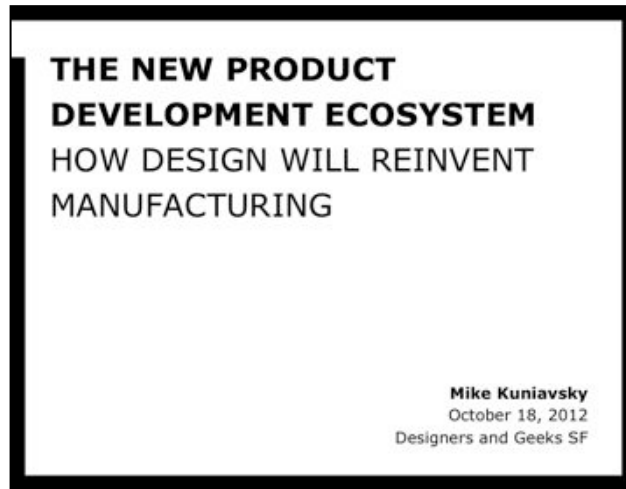 THE NEW PRODUCT
DEVELOPMENT ECOSYSTEM
HOW DESIGN WILL REINVENT
MANUFACTURING
Mike Kuniavsky
October 18, 2012
Designers and Geeks SF